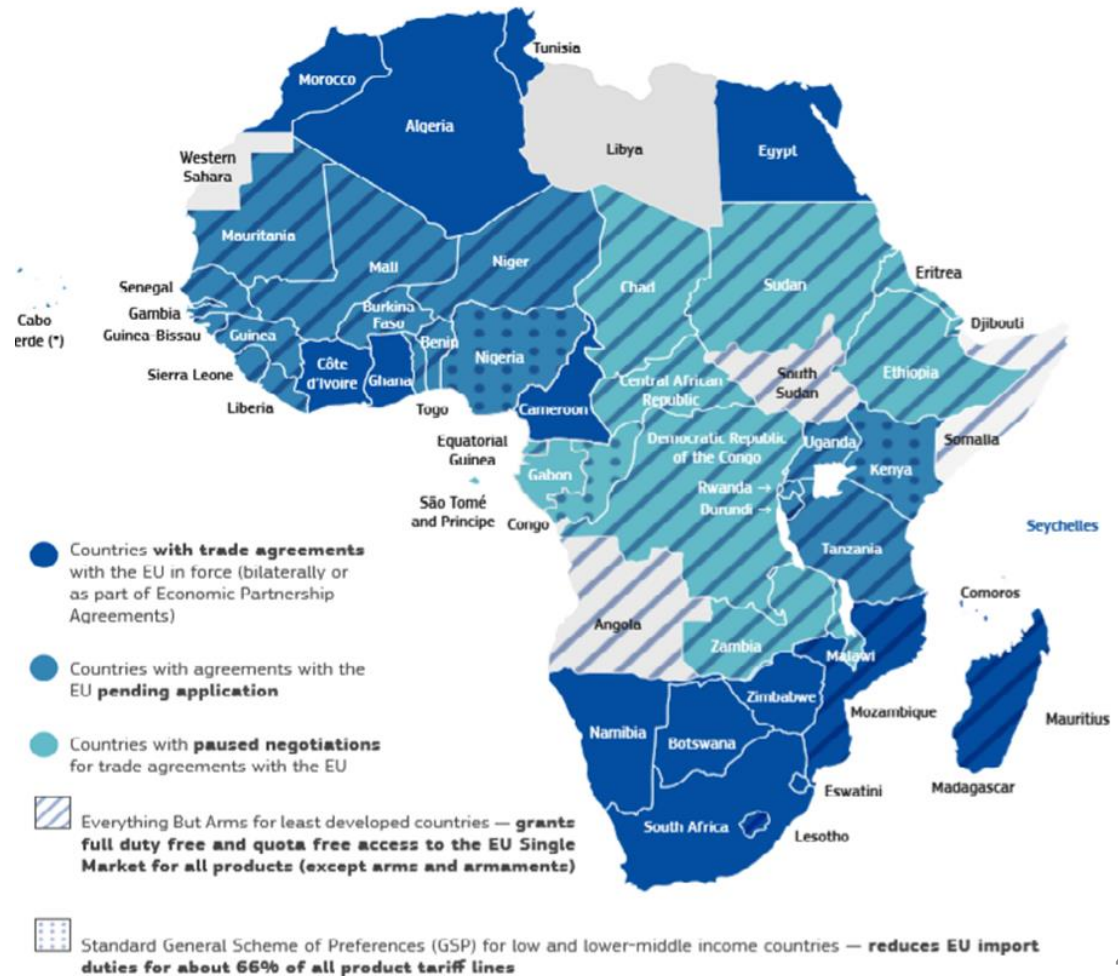 Tunisia
Morocco
Algeria
Libya
Egypt
Western
Sahara
Mauritania
Mali
Niger
Chad
Sudan
Eritrea
Senegal
Gambia
Guinea-Bissau
Guinea
Burkina
Faso
Benin
Nigeria
Djibouti
Cabo
erde (*)
Sierra Leone
Côte
d'Ivoire
Ghana
Liberia
Togo
Cameroon
Central African
Republic
South
Sudan
Ethiopia
Somalia
Equatorial
Guinea
Gabon
Democratic Republic
of the Congo
Uganda
Kenya
São Tomé
and Principe
Congo
Rwanda →
Burundi →
Seychelles
Tanzania
Comoros
Angola
Zambia
Malawi
Zimbabwe
Mozambique
Namibia
Botswana
Mauritius
Madagascar
Eswatini
South Africa
Lesotho
Countries with trade agreements
with the EU in force (bilaterally or
as part of Economic Partnership
Agreements)
Countries with agreements with the
EU pending application
Countries with paused negotiations
for trade agreements with the EU
Everything But Arms for least developed countries — grants
full duty free and quota free access to the EU Single
Market for all products (except arms and armaments)
Standard General Scheme of Preferences (GSP) for low and lower-middle income countries — reduces EU import
duties for about 66% of all product tariff lines